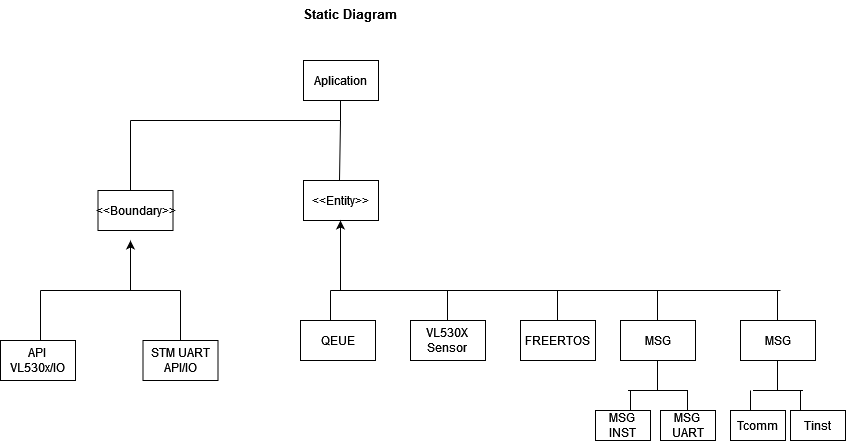 Static Diagram
Aplication
<<Boundary>>
<<Entity>>
API
VL530x/IO
STM UART
API/IO
QEUE
VL530X
Sensor
FREERTOS
MSG
MSG
MSG
INST
MSG
UART
Tcomm
Tinst